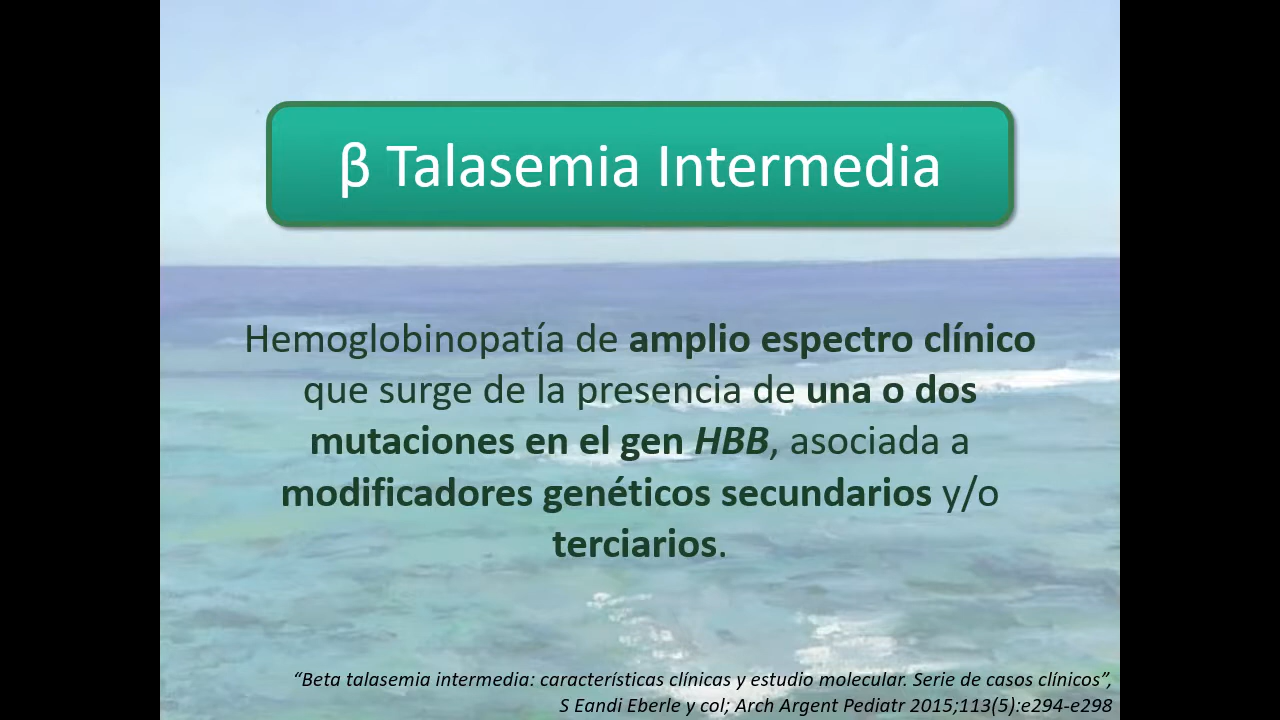 β Talasemia Intermedia
Hemoglobinopatía de amplio espectro clínico
que surge de la presencia de una o dos
mutaciones en el gen HBB, asociada a
modificadores genéticos secundarios y/o
terciarios.
“Beta talasemia intermedia: características clínicas y estudio molecular. Serie de casos clínicos”,
S Eandi Eberle y col; Arch Argent Pediatr 2015;113(5):e294-e298